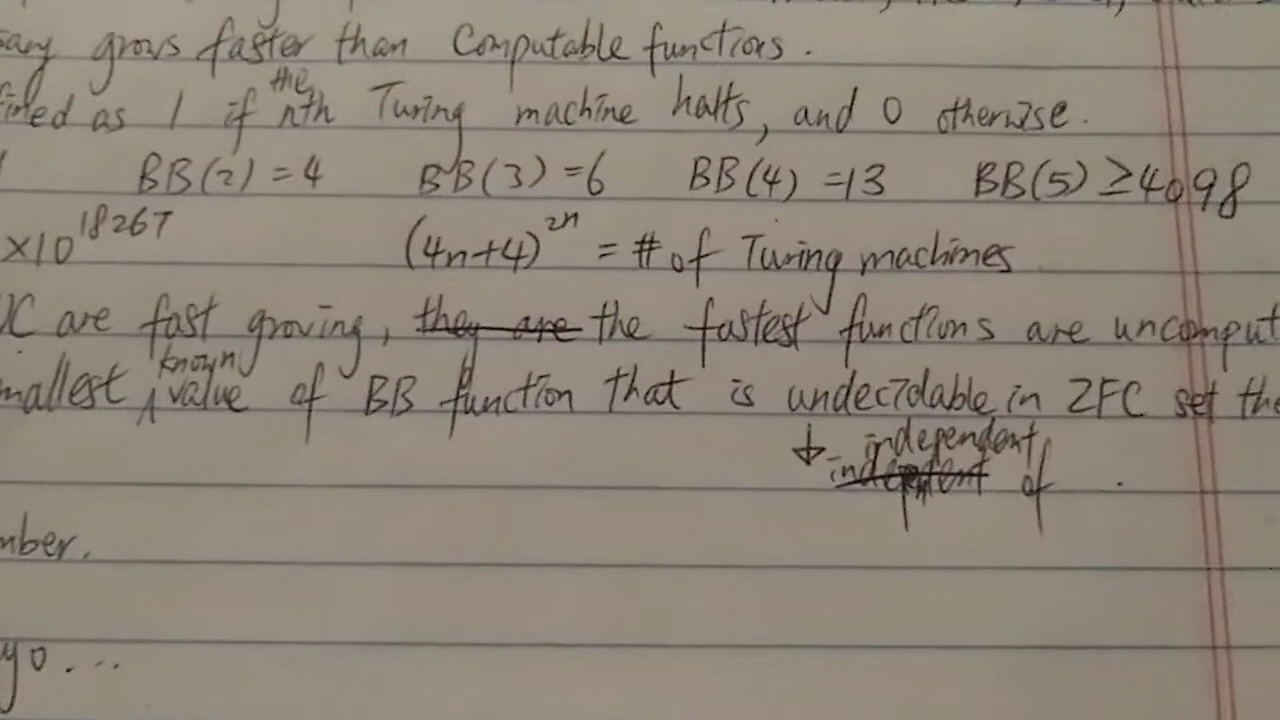 grows faster than computable functions.
as 1 if the nth Turing machine halts, and 0 otherwise.
BB(2) = 4 BB(3) = 6 BB(4) = 13 BB(5) ≥ 4098
×10^18267 (4n+4)^2n = # of Turing machines
C are fast growing, they are the fastest functions are uncomput
mallest known value of BB function that is undecidable in ZFC set the
↓ independent
independent of .
mber.
yo...